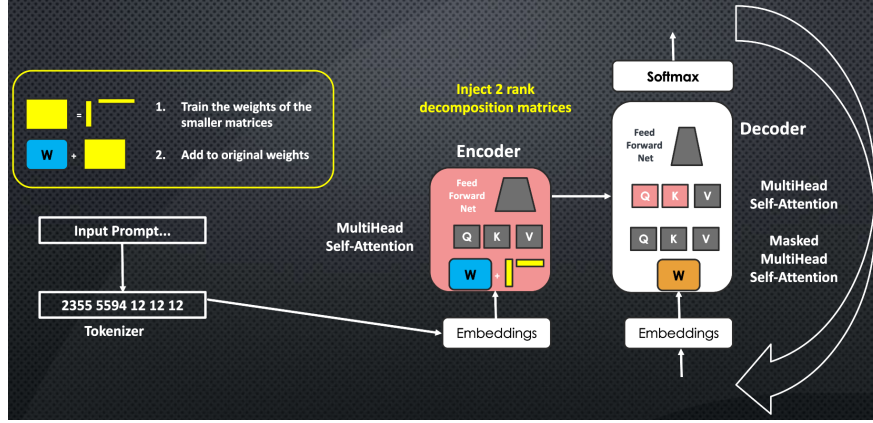 =
1. Train the weights of the
smaller matrices
W +
2. Add to original weights
Input Prompt...
2355 5594 12 12 12
Tokenizer
Inject 2 rank
decomposition matrices
Encoder
Feed
Forward
Net
MultiHead
Self-Attention
Q K V
W +
Embeddings
Softmax
Decoder
Feed
Forward
Net
Q K V
MultiHead
Self-Attention
Q K V
Masked
MultiHead
Self-Attention
W
Embeddings